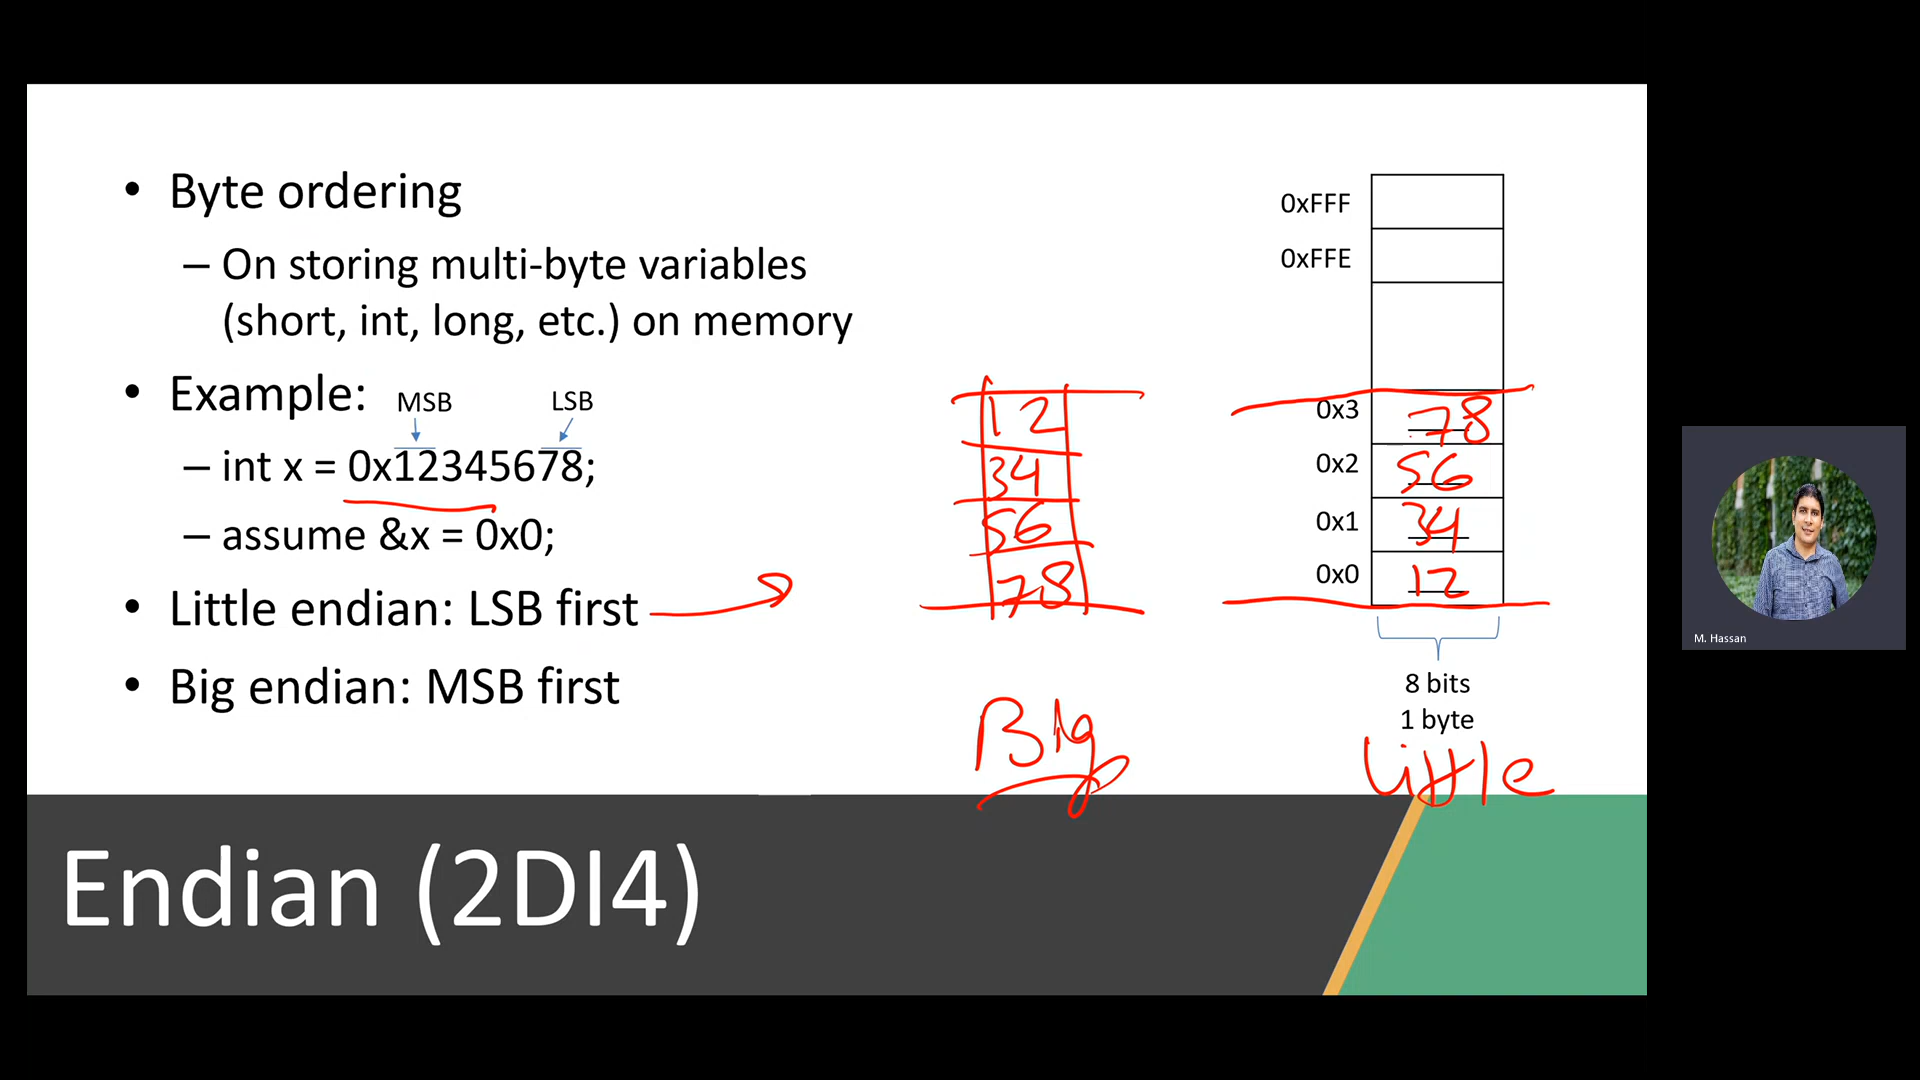 • Byte ordering
– On storing multi-byte variables
(short, int, long, etc.) on memory
• Example:
MSB
LSB
– int x = 0x12345678;
– assume &x = 0x0;
• Little endian: LSB first
• Big endian: MSB first
12
34
56
78
Big
0xFFF
0xFFE
0x3 78
0x2 56
0x1 34
0x0 12
8 bits
1 byte
Little
Endian (2DI4)
M. Hassan